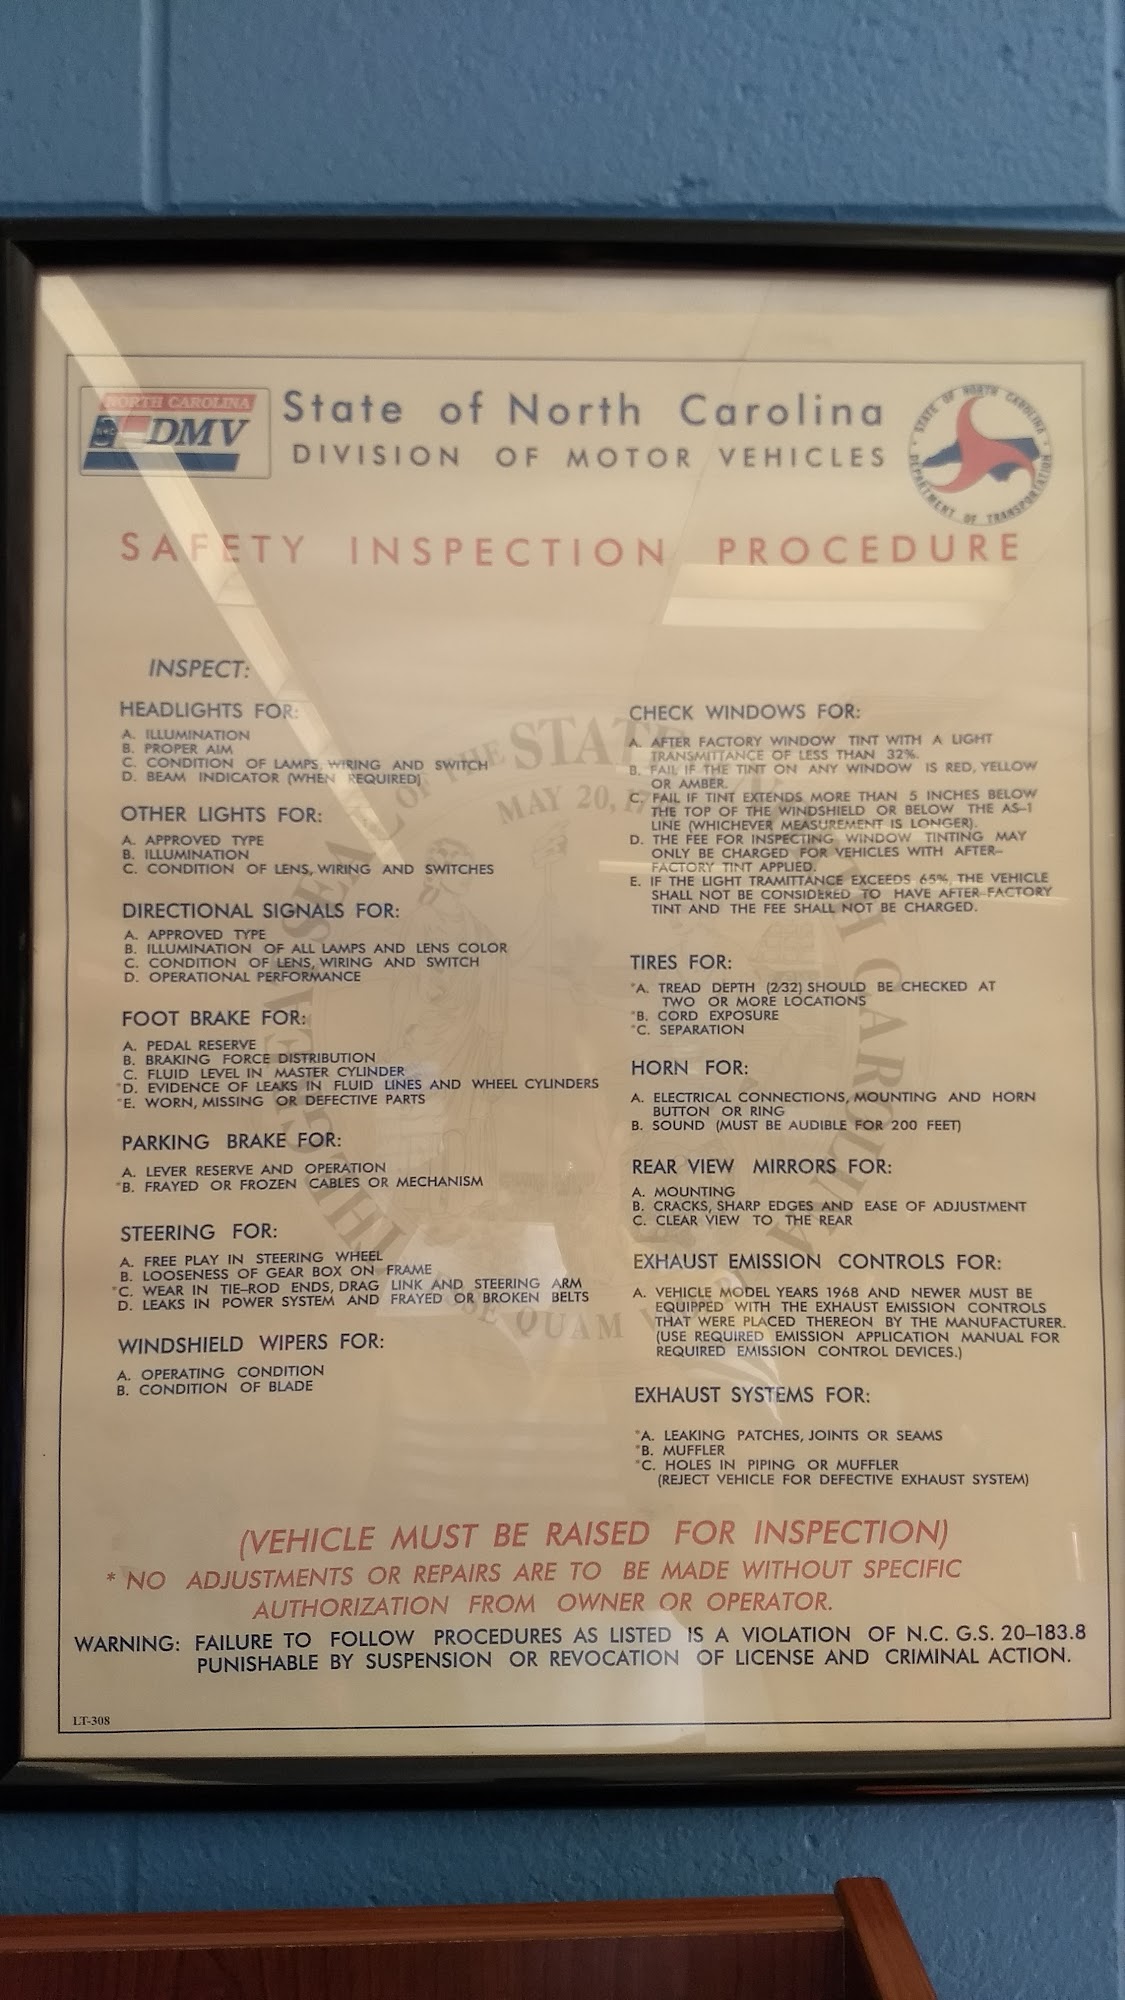 NORTH CAROLINA
DMV
State of North Carolina
DIVISION OF MOTOR VEHICLES
STATE OF NORTH CAROLINA
DEPARTMENT OF TRANSPORTATION
SAFETY INSPECTION PROCEDURE
INSPECT:
HEADLIGHTS FOR:
A. ILLUMINATION
B. PROPER AIM
C. CONDITION OF LAMPS, WIRING AND SWITCH
D. BEAM INDICATOR (WHEN REQUIRED)
OTHER LIGHTS FOR:
A. APPROVED TYPE
B. ILLUMINATION
C. CONDITION OF LENS, WIRING AND SWITCHES
DIRECTIONAL SIGNALS FOR:
A. APPROVED TYPE
B. ILLUMINATION OF ALL LAMPS AND LENS COLOR
C. CONDITION OF LENS, WIRING AND SWITCH
D. OPERATIONAL PERFORMANCE
FOOT BRAKE FOR:
A. PEDAL RESERVE
B. BRAKING FORCE DISTRIBUTION
C. FLUID LEVEL IN MASTER CYLINDER
*D. EVIDENCE OF LEAKS IN FLUID LINES AND WHEEL CYLINDERS
*E. WORN, MISSING OR DEFECTIVE PARTS
PARKING BRAKE FOR:
A. LEVER RESERVE AND OPERATION
*B. FRAYED OR FROZEN CABLES OR MECHANISM
STEERING FOR:
A. FREE PLAY IN STEERING WHEEL
B. LOOSENESS OF GEAR BOX ON FRAME
*C. WEAR IN TIE-ROD ENDS, DRAG LINK AND STEERING ARM
D. LEAKS IN POWER SYSTEM AND FRAYED OR BROKEN BELTS
WINDSHIELD WIPERS FOR:
A. OPERATING CONDITION
B. CONDITION OF BLADE
CHECK WINDOWS FOR:
A. AFTER FACTORY WINDOW TINT WITH A LIGHT
TRANSMITTANCE OF LESS THAN 32%.
B. FAIL IF THE TINT ON ANY WINDOW IS RED, YELLOW
OR AMBER.
C. FAIL IF TINT EXTENDS MORE THAN 5 INCHES BELOW
THE TOP OF THE WINDSHIELD OR BELOW THE AS-1
LINE (WHICHEVER MEASUREMENT IS LONGER).
D. THE FEE FOR INSPECTING WINDOW TINTING MAY
ONLY BE CHARGED FOR VEHICLES WITH AFTER-
FACTORY TINT APPLIED.
E. IF THE LIGHT TRAMITTANCE EXCEEDS 65%, THE VEHICLE
SHALL NOT BE CONSIDERED TO HAVE AFTER-FACTORY
TINT AND THE FEE SHALL NOT BE CHARGED.
TIRES FOR:
*A. TREAD DEPTH (2/32) SHOULD BE CHECKED AT
TWO OR MORE LOCATIONS
*B. CORD EXPOSURE
*C. SEPARATION
HORN FOR:
A. ELECTRICAL CONNECTIONS, MOUNTING AND HORN
BUTTON OR RING
B. SOUND (MUST BE AUDIBLE FOR 200 FEET)
REAR VIEW MIRRORS FOR:
A. MOUNTING
B. CRACKS, SHARP EDGES AND EASE OF ADJUSTMENT
C. CLEAR VIEW TO THE REAR
EXHAUST EMISSION CONTROLS FOR:
A. VEHICLE MODEL YEARS 1968 AND NEWER MUST BE
EQUIPPED WITH THE EXHAUST EMISSION CONTROLS
THAT WERE PLACED THEREON BY THE MANUFACTURER.
(USE REQUIRED EMISSION APPLICATION MANUAL FOR
REQUIRED EMISSION CONTROL DEVICES.)
EXHAUST SYSTEMS FOR:
*A. LEAKING PATCHES, JOINTS OR SEAMS
*B. MUFFLER
*C. HOLES IN PIPING OR MUFFLER
(REJECT VEHICLE FOR DEFECTIVE EXHAUST SYSTEM)
(VEHICLE MUST BE RAISED FOR INSPECTION)
* NO ADJUSTMENTS OR REPAIRS ARE TO BE MADE WITHOUT SPECIFIC
AUTHORIZATION FROM OWNER OR OPERATOR.
WARNING: FAILURE TO FOLLOW PROCEDURES AS LISTED IS A VIOLATION OF N.C. G.S. 20-183.8
PUNISHABLE BY SUSPENSION OR REVOCATION OF LICENSE AND CRIMINAL ACTION.
LT-308